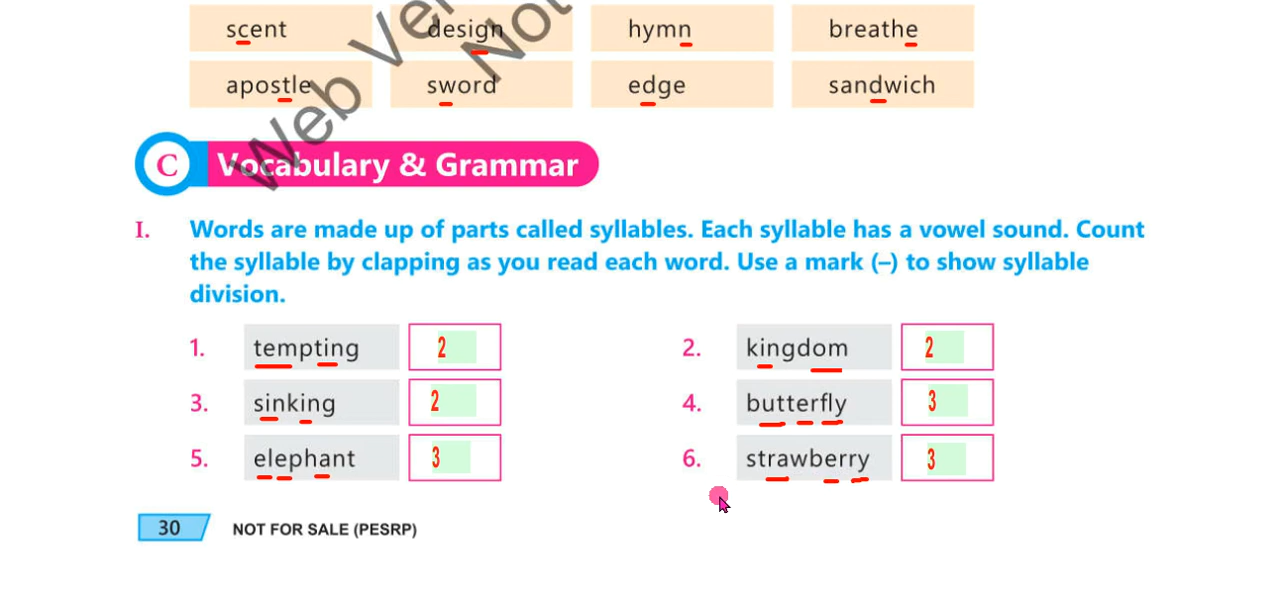 scent design hymn breathe
apostle sword edge sandwich
Web Ver
Not
C Vocabulary & Grammar
I. Words are made up of parts called syllables. Each syllable has a vowel sound. Count
the syllable by clapping as you read each word. Use a mark (–) to show syllable
division.
1. tempting 2 2. kingdom 2
3. sinking 2 4. butterfly 3
5. elephant 3 6. strawberry 3
30 NOT FOR SALE (PESRP)